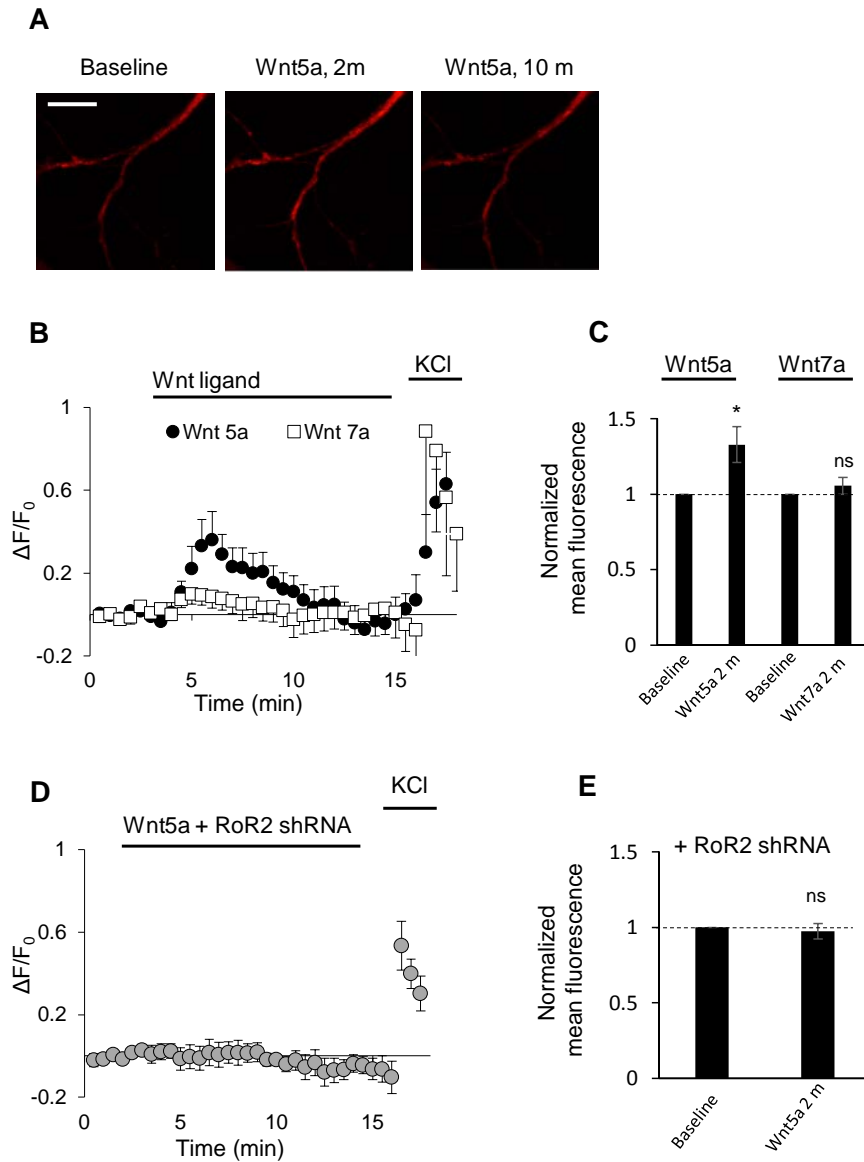 A
Baseline
Wnt5a, 2m
Wnt5a, 10 m
B
Wnt ligand
KCl
Wnt 5a
Wnt 7a
ΔF/F0
1
0.6
0.2
-0.2
0 5 10 15
Time (min)
C
Wnt5a
Wnt7a
*
ns
Normalized
mean fluorescence
1.5
1
0.5
0
Baseline
Wnt5a 2 m
Baseline
Wnt7a 2 m
D
Wnt5a + RoR2 shRNA
KCl
ΔF/F0
1
0.6
0.2
-0.2
0 5 10 15
Time (min)
E
+ RoR2 shRNA
ns
Normalized
mean fluorescence
1.5
1
0.5
0
Baseline
Wnt5a 2 m